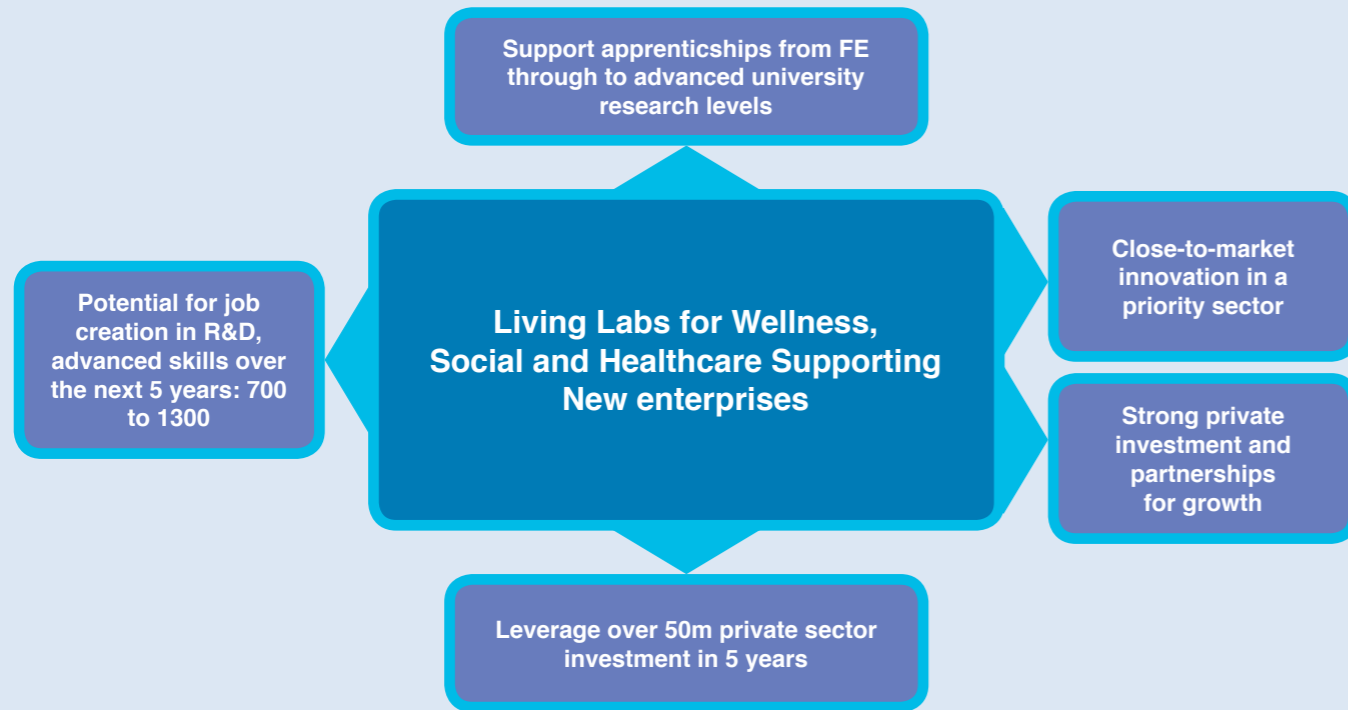 Support apprenticships from FE
through to advanced university
research levels
Potential for job
creation in R&D,
advanced skills over
the next 5 years: 700
to 1300
Living Labs for Wellness,
Social and Healthcare Supporting
New enterprises
Close-to-market
innovation in a
priority sector
Strong private
investment and
partnerships
for growth
Leverage over 50m private sector
investment in 5 years